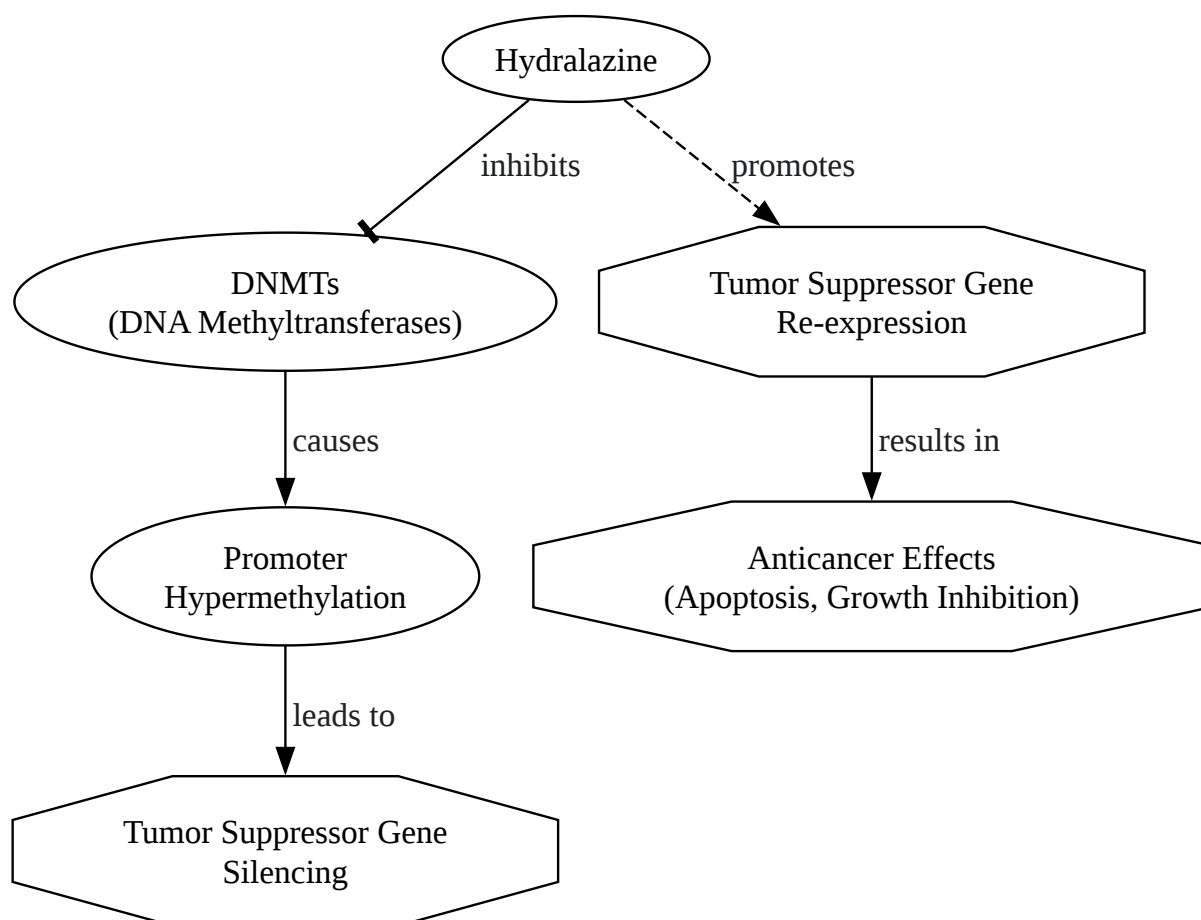 Hydralazine
inhibits
promotes
DNMTs
(DNA Methyltransferases)
Tumor Suppressor Gene
Re-expression
causes
results in
Promoter
Hypermethylation
Anticancer Effects
(Apoptosis, Growth Inhibition)
leads to
Tumor Suppressor Gene
Silencing